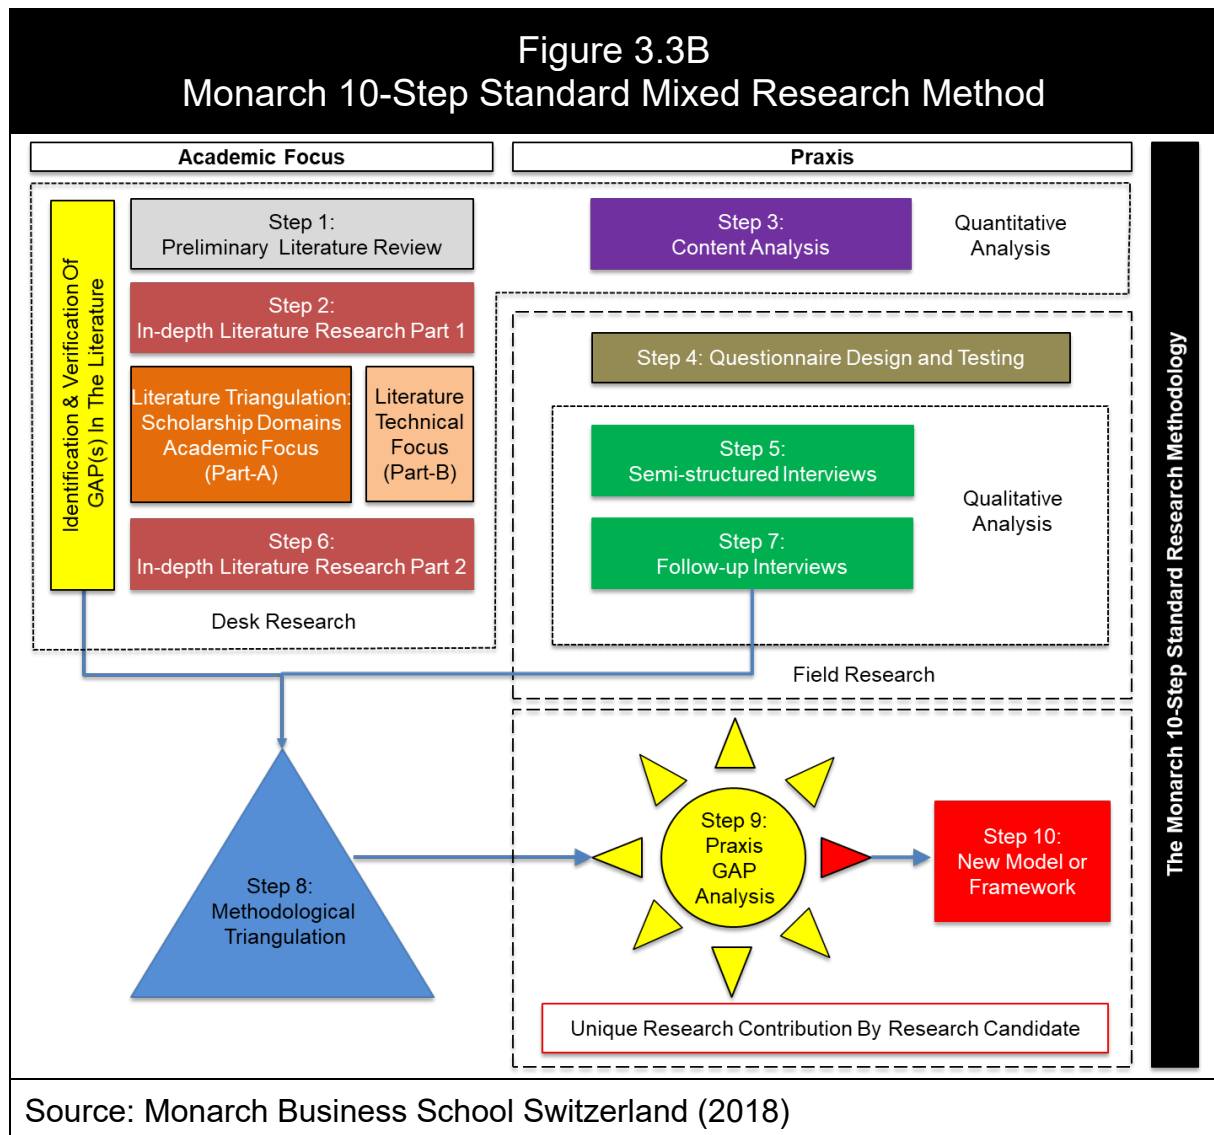 Figure 3.3B
Monarch 10-Step Standard Mixed Research Method
Academic Focus
Praxis
Identification & Verification Of
GAP(s) In The Literature
Step 1:
Preliminary Literature Review
Step 2:
In-depth Literature Research Part 1
Literature Triangulation:
Scholarship Domains
Academic Focus
(Part-A)
Literature
Technical
Focus
(Part-B)
Step 6:
In-depth Literature Research Part 2
Desk Research
Step 3:
Content Analysis
Quantitative
Analysis
Step 4: Questionnaire Design and Testing
Step 5:
Semi-structured Interviews
Step 7:
Follow-up Interviews
Qualitative
Analysis
Field Research
Step 8:
Methodological
Triangulation
Step 9:
Praxis
GAP
Analysis
Step 10:
New Model or
Framework
Unique Research Contribution By Research Candidate
The Monarch 10-Step Standard Research Methodology
Source: Monarch Business School Switzerland (2018)